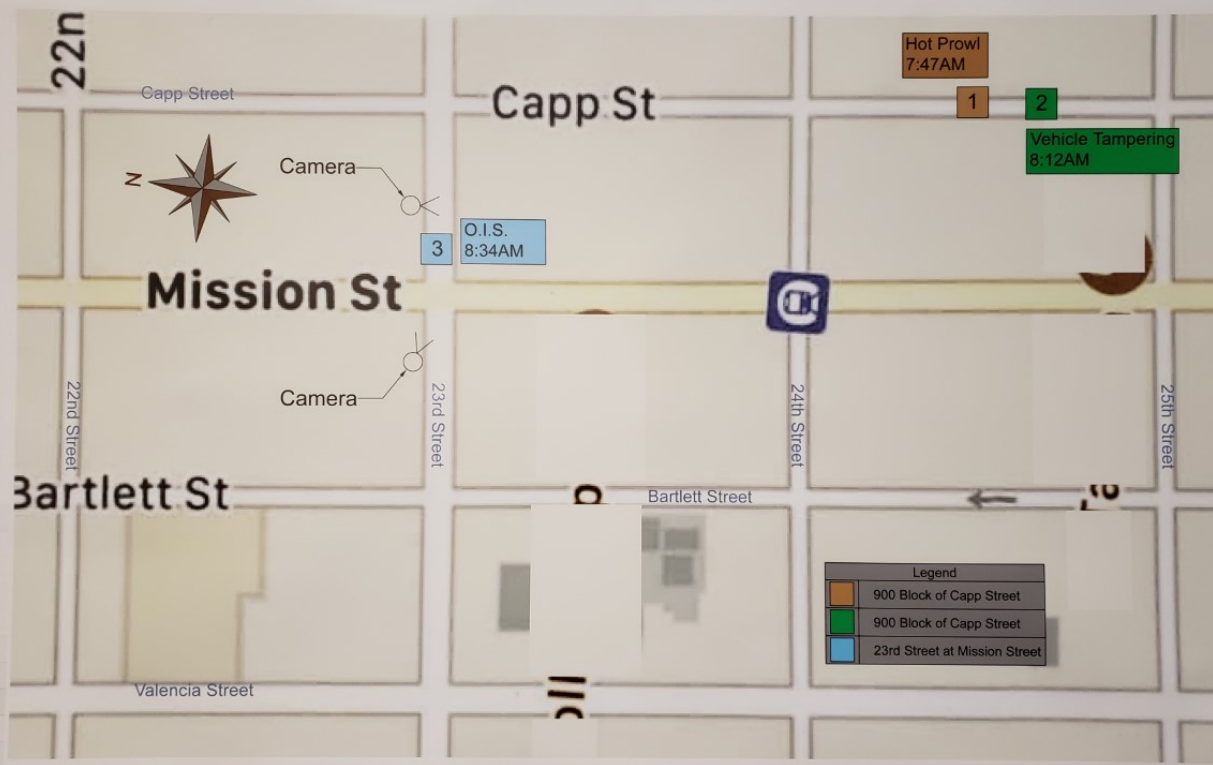 22n
Hot Prowl
7:47AM
Capp Street
Capp St
1
2
Vehicle Tampering
8:12AM
Camera
N
3
O.I.S.
8:34AM
Mission St
Camera
22nd Street
23rd Street
24th Street
25th Street
Bartlett St
Bartlett Street
Legend
900 Block of Capp Street
900 Block of Capp Street
23rd Street at Mission Street
Valencia Street